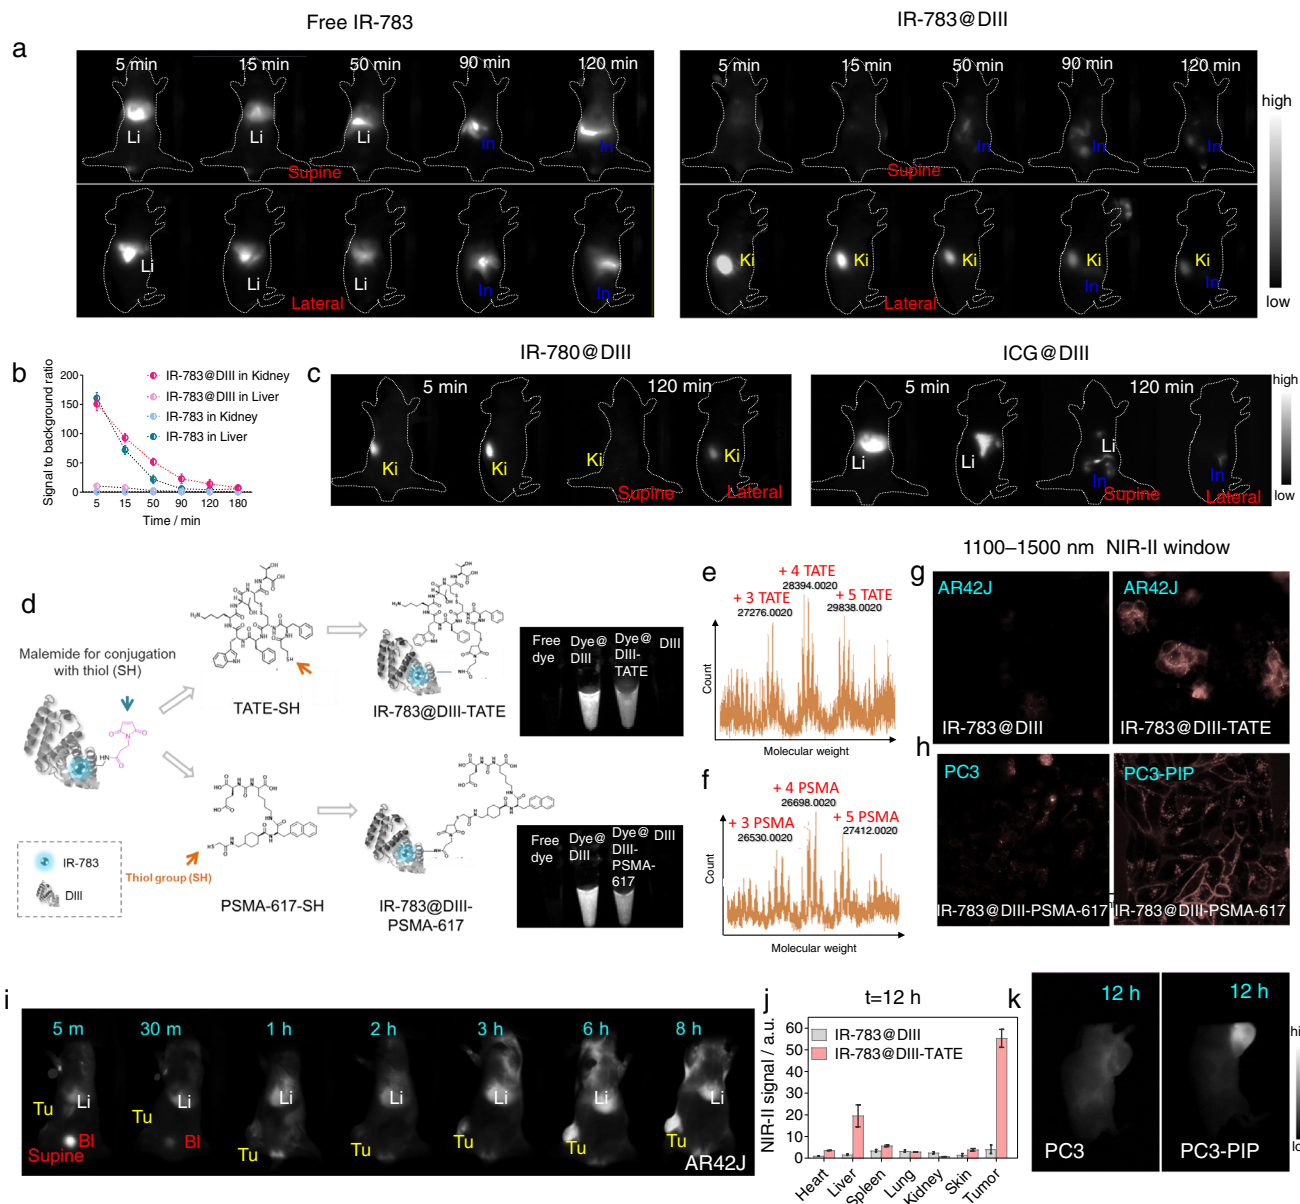 Free IR-783
IR-783@DIII
a
5 min
15 min
50 min
90 min
120 min
Li
Li
Li
In
In
Supine
Li
Li
Li
In
In
Lateral
5 min
15 min
50 min
90 min
120 min
In
In
In
Supine
Ki
Ki
Ki
Ki
Ki
In
In
Lateral
high
low
b
Signal to background ratio
200
150
100
50
0
5 15 50 90 120 180
Time / min
IR-783@DIII in Kidney
IR-783@DIII in Liver
IR-783 in Kidney
IR-783 in Liver
c
IR-780@DIII
5 min
120 min
Ki
Ki
Ki
Ki
Supine
Lateral
ICG@DIII
5 min
120 min
Li
Li
Li
In
In
Supine
Lateral
high
low
d
Malemide for conjugation
with thiol (SH)
TATE-SH
IR-783@DIII-TATE
PSMA-617-SH
IR-783@DIII-
PSMA-617
Thiol group (SH)
IR-783
DIII
Free
dye
Dye@
DIII
Dye@
DIII-
TATE
DIII
Free
dye
Dye@
DIII
Dye@
DIII-
PSMA-
617
DIII
e
+ 4 TATE
28394.0020
+ 3 TATE
27276.0020
+ 5 TATE
29838.0020
Count
Molecular weight
f
+ 4 PSMA
26698.0020
+ 3 PSMA
26530.0020
+ 5 PSMA
27412.0020
Count
Molecular weight
1100–1500 nm NIR-II window
g
AR42J
IR-783@DIII
AR42J
IR-783@DIII-TATE
h
PC3
IR-783@DIII-PSMA-617
PC3-PIP
IR-783@DIII-PSMA-617
i
5 m
30 m
1 h
2 h
3 h
6 h
8 h
Li
Li
Li
Li
Li
Li
Li
Tu
Tu
Tu
Tu
Tu
Tu
Tu
Bl
Bl
Supine
AR42J
j
t=12 h
NIR-II signal / a.u.
60
50
40
30
20
10
0
IR-783@DIII
IR-783@DIII-TATE
Heart
Liver
Spleen
Lung
Kidney
Skin
Tumor
k
12 h
PC3
12 h
PC3-PIP